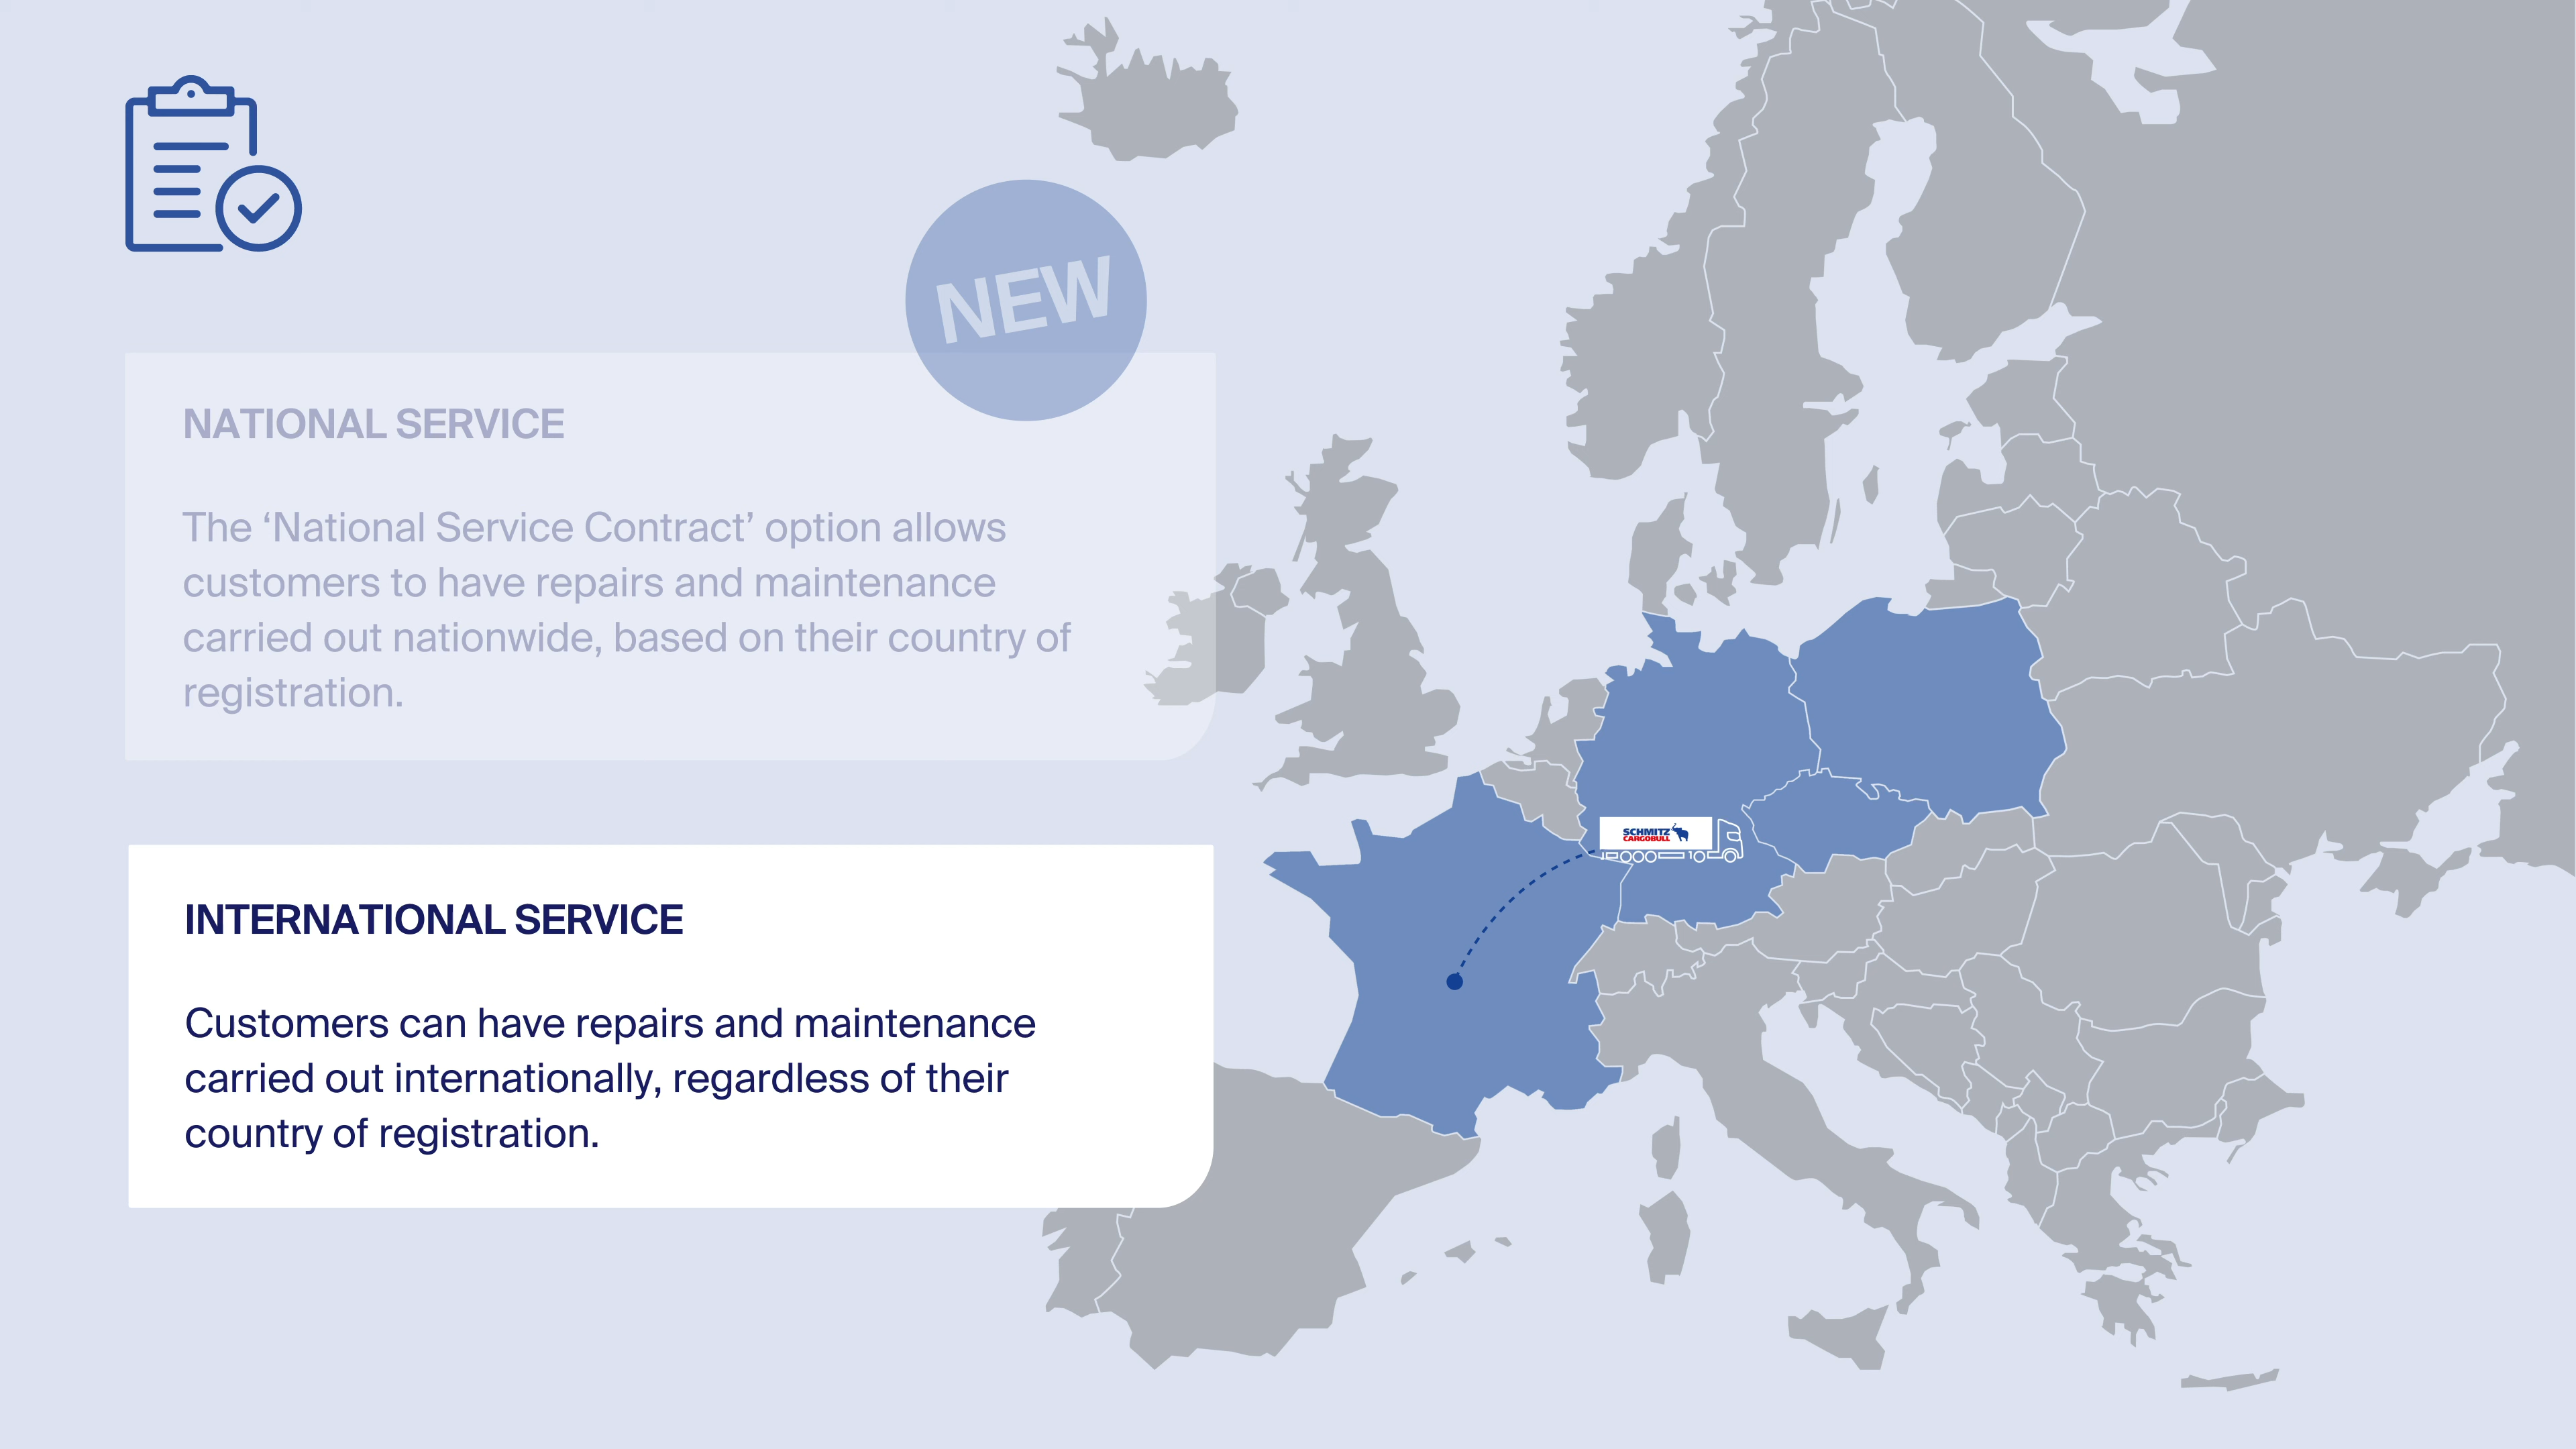 NEW
NATIONAL SERVICE
The ‘National Service Contract’ option allows
customers to have repairs and maintenance
carried out nationwide, based on their country of
registration.
INTERNATIONAL SERVICE
Customers can have repairs and maintenance
carried out internationally, regardless of their
country of registration.
SCHMITZ
CARGOBULL